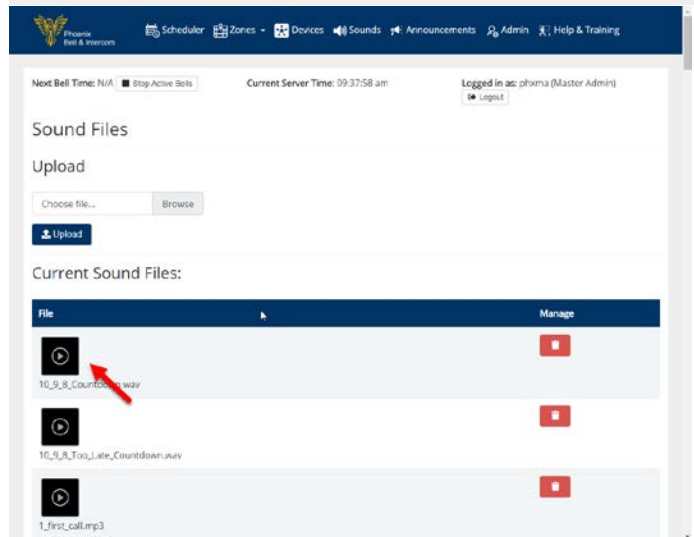 Phoenix
Bell & Intercom
Scheduler Zones Devices Sounds Announcements Admin Help & Training
Next Bell Time: N/A Stop Active Bells Current Server Time: 09:37:58 am Logged in as: phxma (Master Admin)
Logout
Sound Files
Upload
Choose file... Browse
Upload
Current Sound Files:
File Manage
10_9_8_Countdown.wav
10_9_8_Too_Late_Countdown.wav
1_first_call.mp3